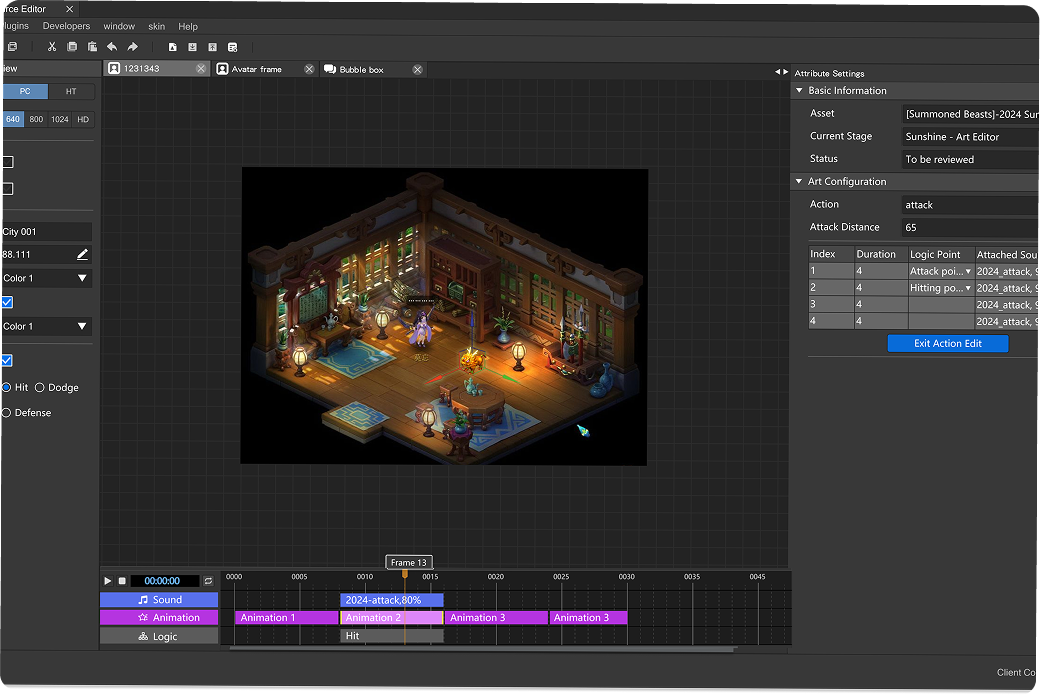 rce Editor
lugins Developers window skin Help
iew
1231343
Avatar frame
Bubble box
PC HT
640 800 1024 HD
City 001
88.111
Color 1
Color 1
Hit Dodge
Defense
Attribute Settings
Basic Information
Asset [Summoned Beasts]-2024 Sun
Current Stage Sunshine - Art Editor
Status To be reviewed
Art Configuration
Action attack
Attack Distance 65
Index Duration Logic Point Attached Sou
1 4 Attack poi... 2024_attack, 9
2 4 Hitting po... 2024_attack, 9
3 4 2024_attack, 9
4 4 2024_attack, 9
Exit Action Edit
Frame 13
00:00:00
0000 0005 0010 0015 0020 0025 0030 0035 0045
Sound 2024-attack,80%
Animation Animation 1 Animation 2 Animation 3 Animation 3
Logic Hit
Client Co